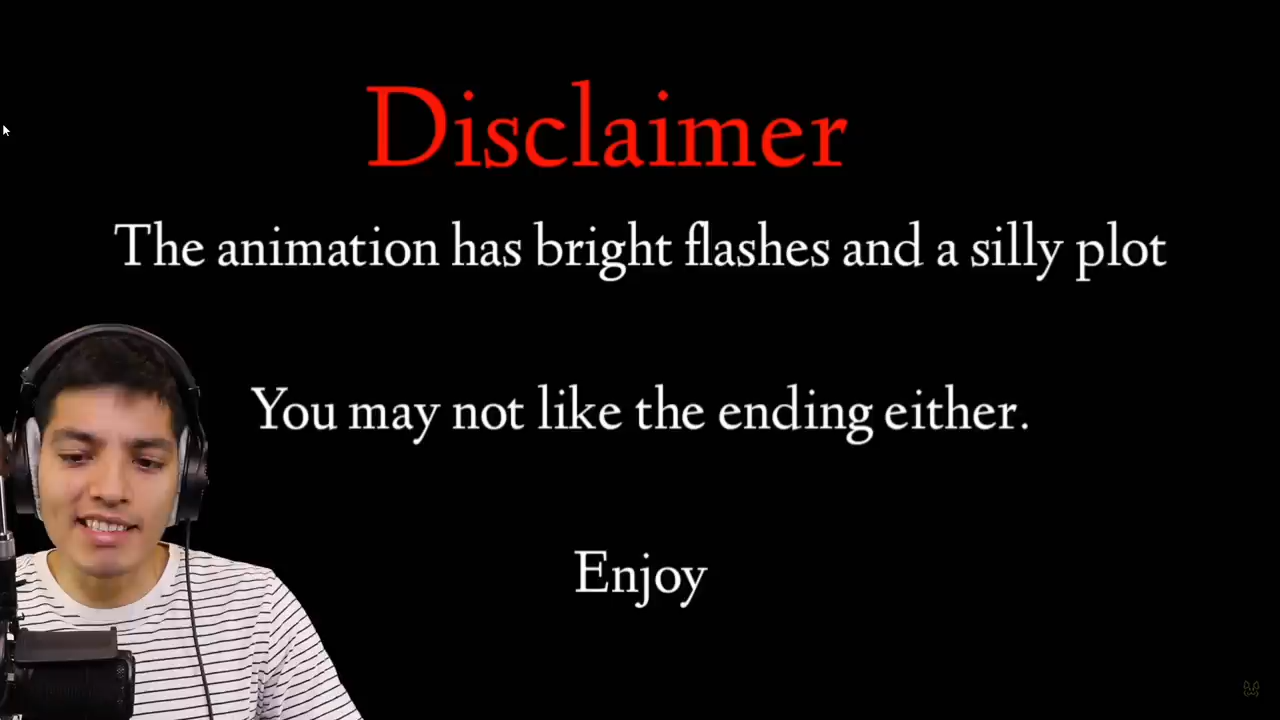 Disclaimer
The animation has bright flashes and a silly plot
You may not like the ending either.
Enjoy